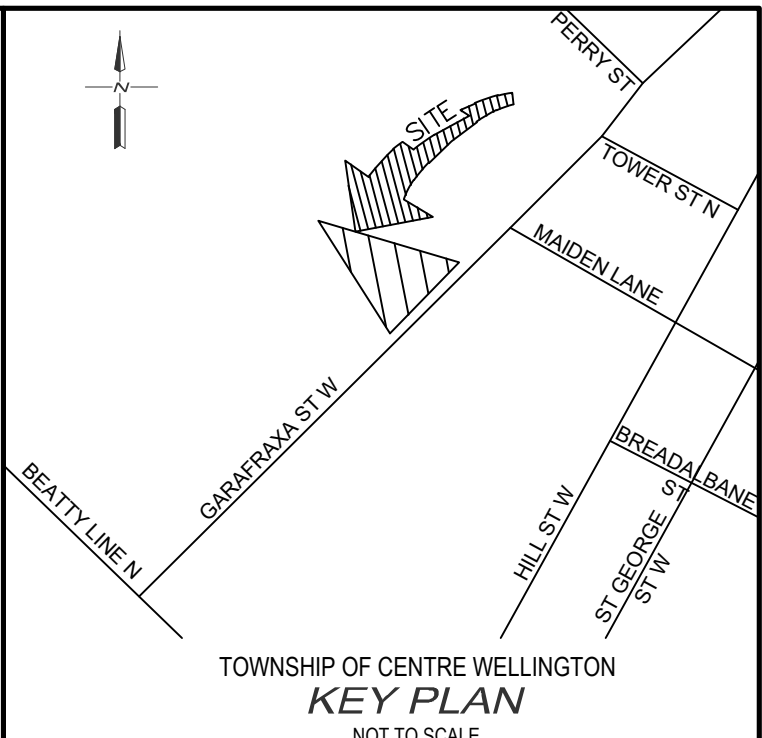 PERRY ST
N
SITE
TOWER ST N
MAIDEN LANE
GARAFRAXA ST W
BEATTY LINE N
BREADALBANE
ST
HILL ST W
ST GEORGE
ST W
TOWNSHIP OF CENTRE WELLINGTON
KEY PLAN
NOT TO SCALE